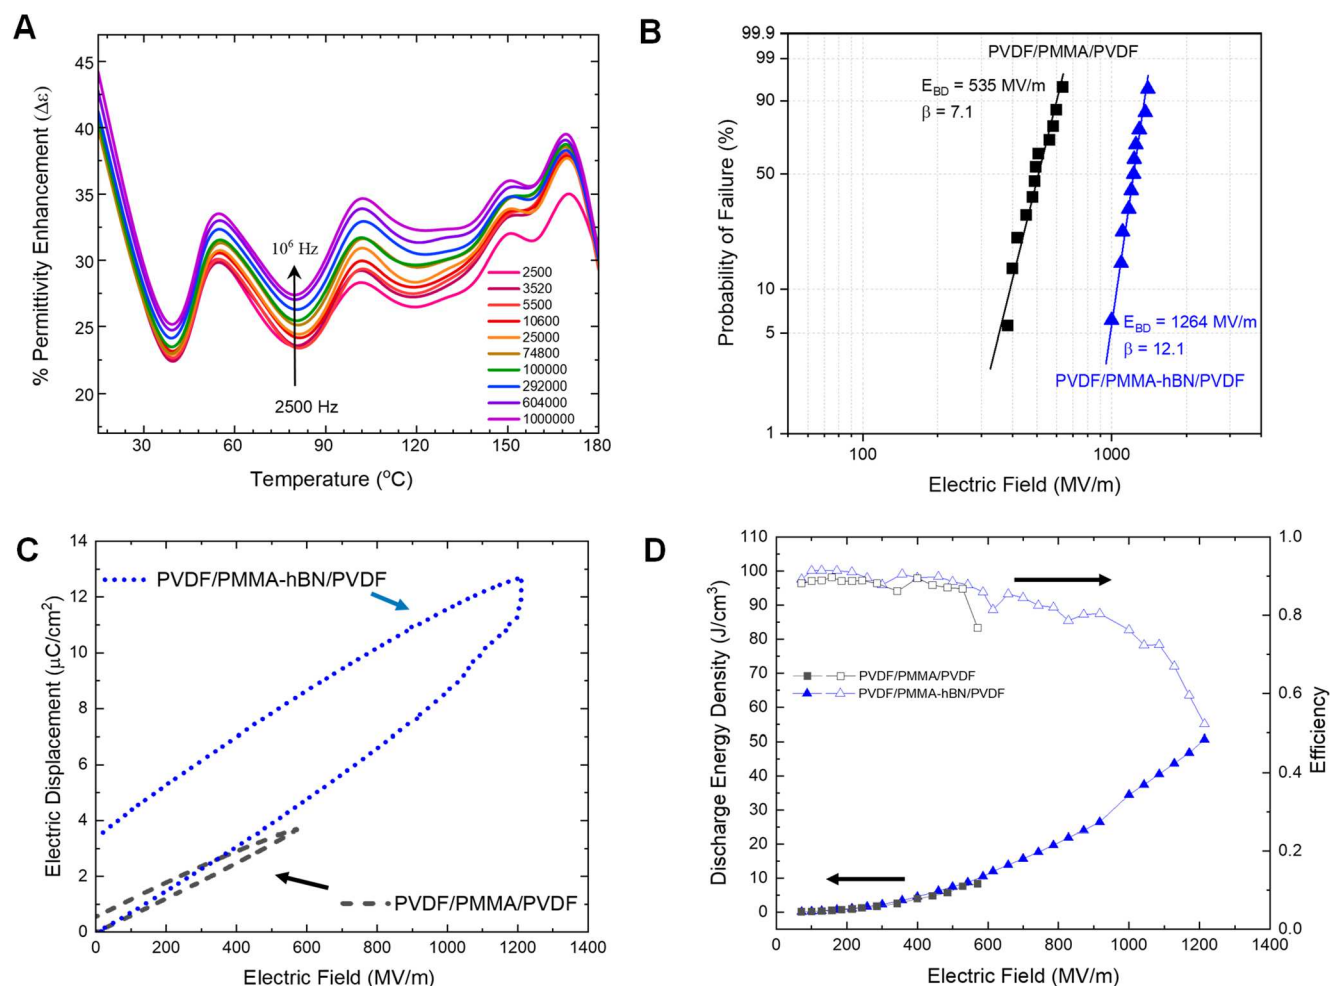 A
% Permittivity Enhancement (Δε)
45
40
35
30
25
20
10⁶ Hz
2500 Hz
2500
3520
5500
10600
25000
74800
100000
292000
604000
1000000
30 60 90 120 150 180
Temperature (°C)
B
Probability of Failure (%)
99.9
99
90
50
10
5
1
PVDF/PMMA/PVDF
E_BD = 535 MV/m
β = 7.1
E_BD = 1264 MV/m
β = 12.1
PVDF/PMMA-hBN/PVDF
100 1000
Electric Field (MV/m)
C
Electric Displacement (μC/cm²)
14
12
10
8
6
4
2
0
PVDF/PMMA-hBN/PVDF
PVDF/PMMA/PVDF
0 200 400 600 800 1000 1200 1400
Electric Field (MV/m)
D
Discharge Energy Density (J/cm³)
110
100
90
80
70
60
50
40
30
20
10
0
PVDF/PMMA/PVDF
PVDF/PMMA-hBN/PVDF
1.0
0.8
0.6
0.4
0.2
0.0
Efficiency
0 200 400 600 800 1000 1200 1400
Electric Field (MV/m)